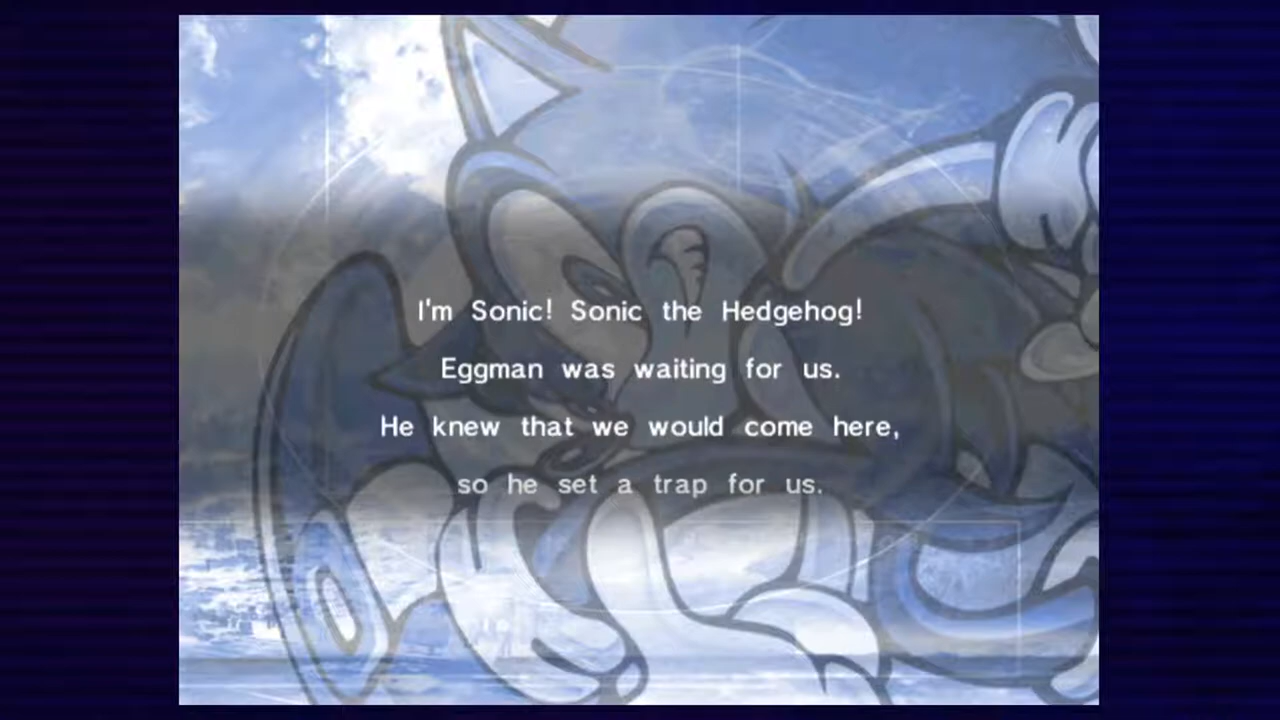 I'm Sonic! Sonic the Hedgehog!
Eggman was waiting for us.
He knew that we would come here,
so he set a trap for us.